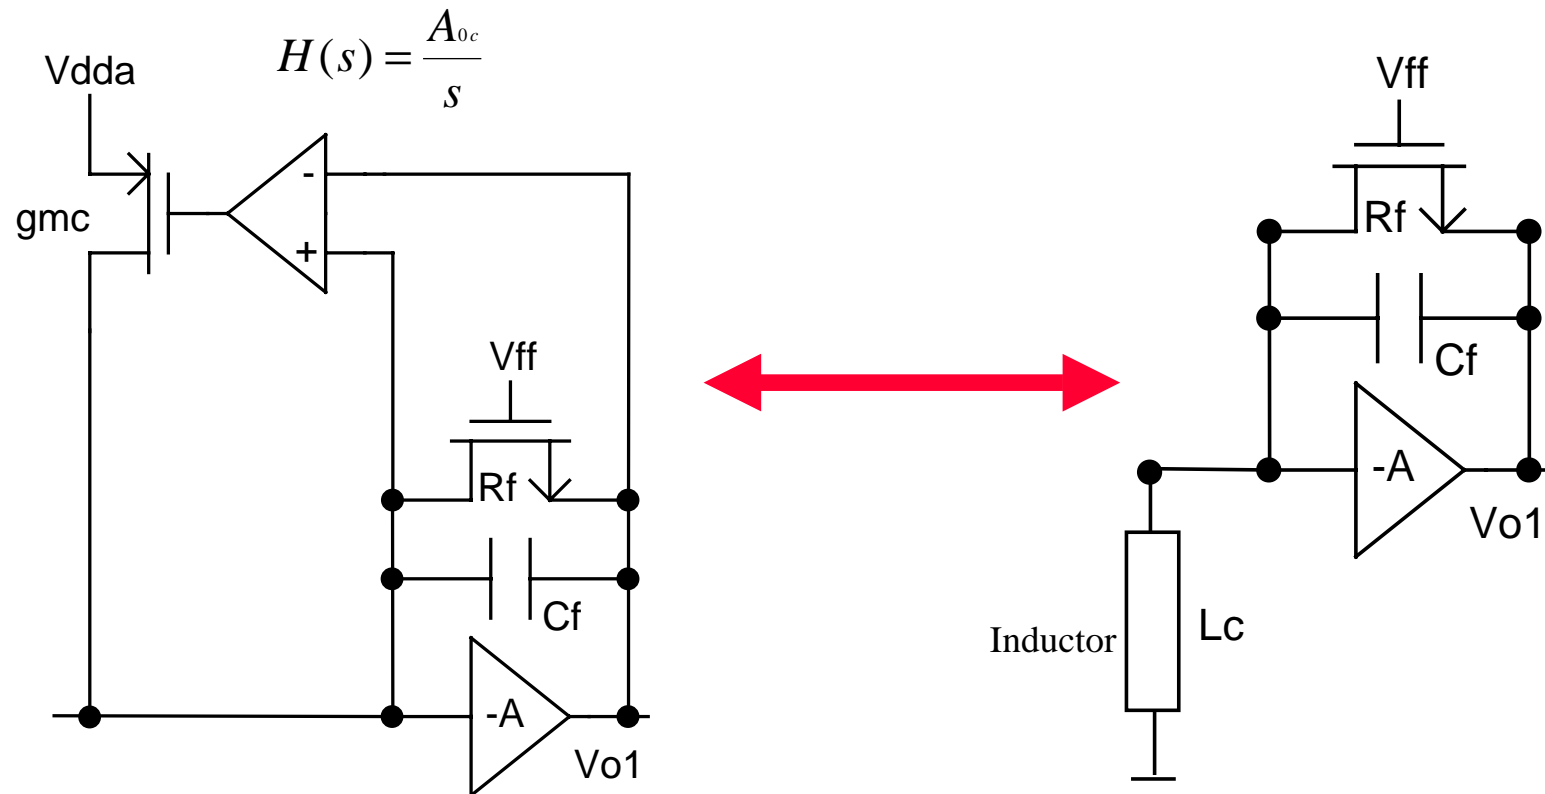 H(s) = A0c / s
Vdda
gmc
-
+
Vff
Rf
Cf
-A
Vo1
Vff
Rf
Cf
-A
Vo1
Inductor
Lc